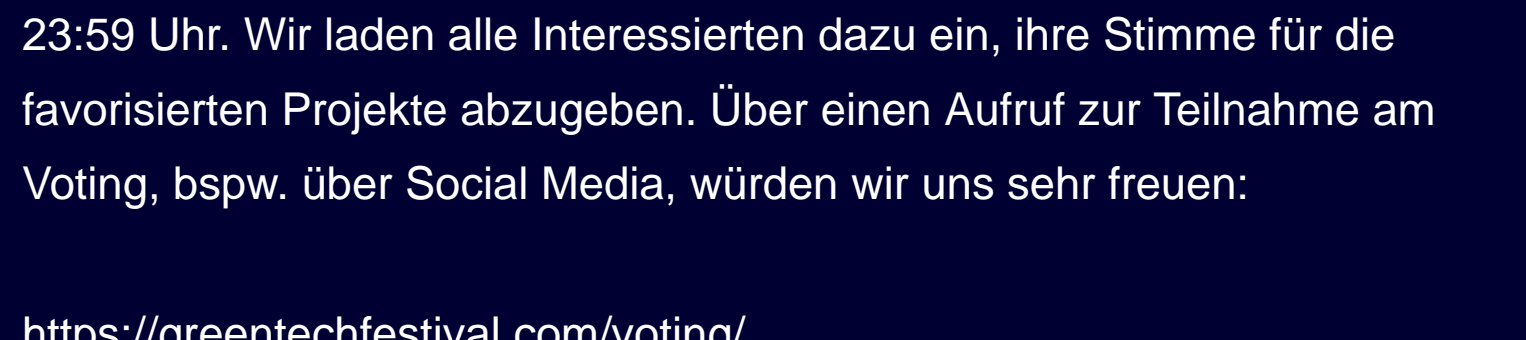 23:59 Uhr. Wir laden alle Interessierten dazu ein, ihre Stimme für die
favorisierten Projekte abzugeben. Über einen Aufruf zur Teilnahme am
Voting, bspw. über Social Media, würden wir uns sehr freuen:
https://greentechfestival.com/voting/